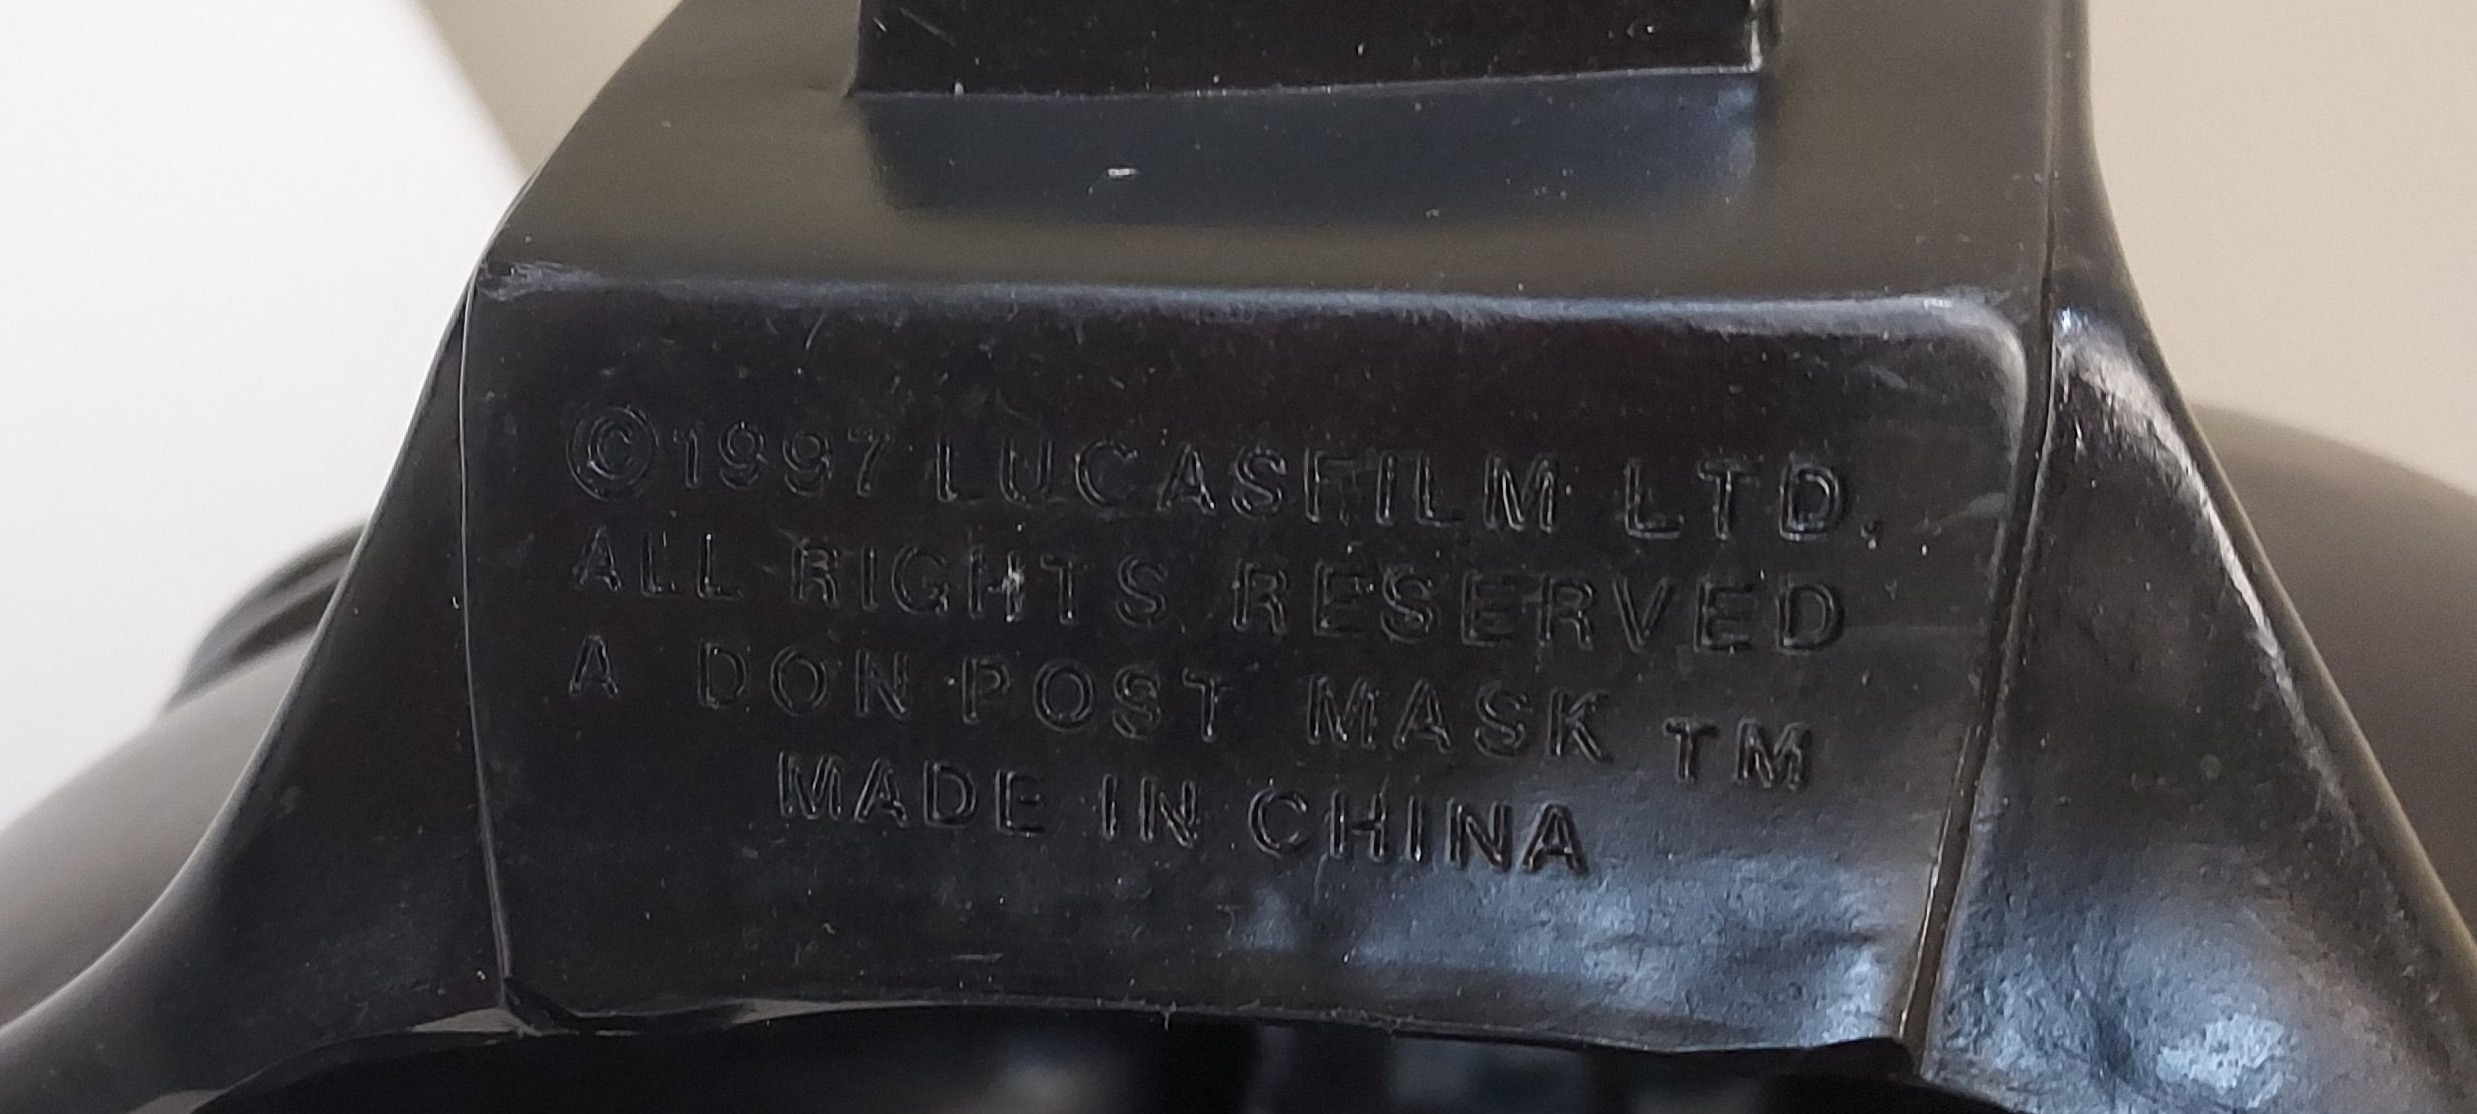 ©1997 LUCASFILM LTD.
ALL RIGHTS RESERVED
A DON POST MASK TM
MADE IN CHINA